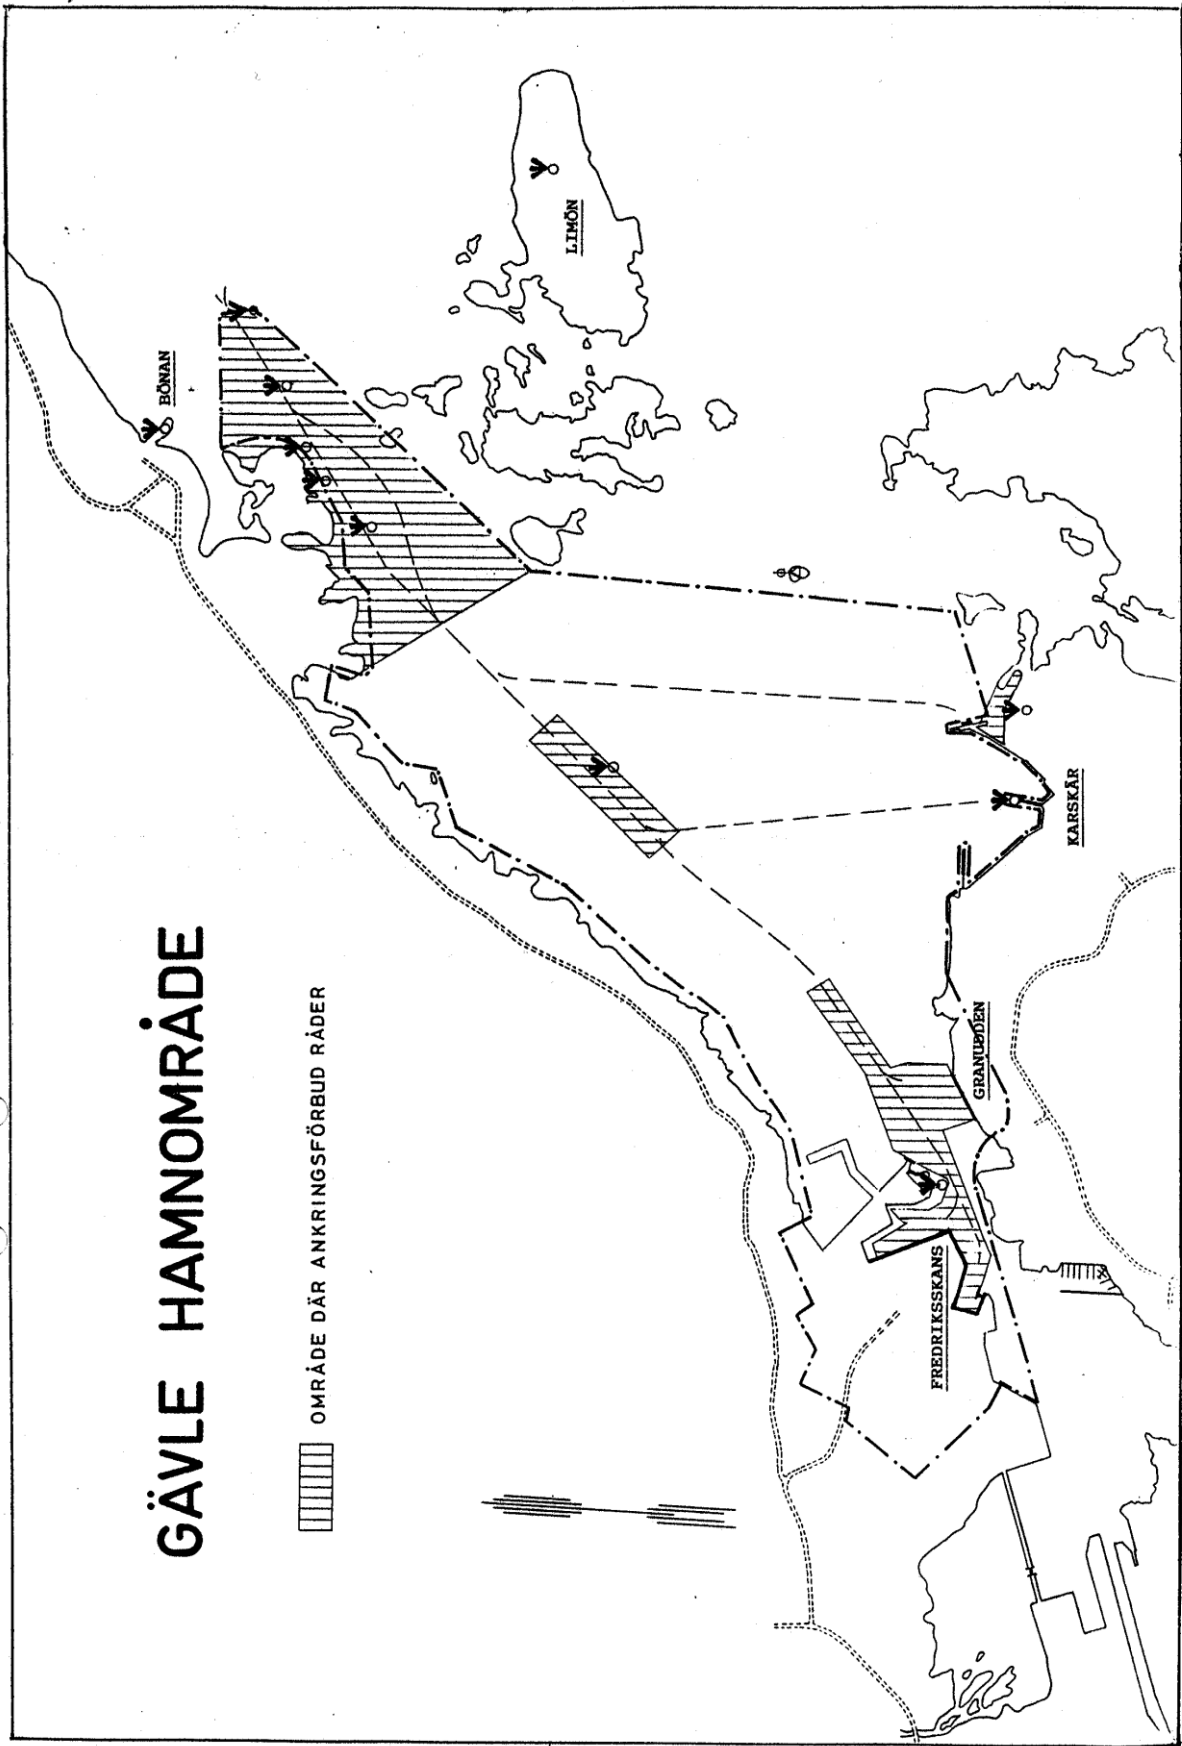 GÄVLE HAMNOMRÅDE
OMRÅDE DÄR ANKRINGSFÖRBUD RÅDER
BÖNAN
LIMÖN
KARSKÄR
GRANUDDEN
FREDRIKSSKANS